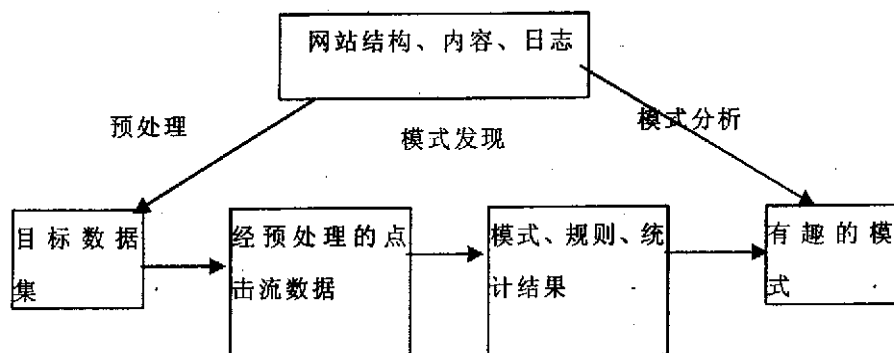 网站结构、内容、日志
预处理
模式发现
模式分析
目标数据
集
经预处理的点
击流数据
模式、规则、统
计结果
有趣的模
式